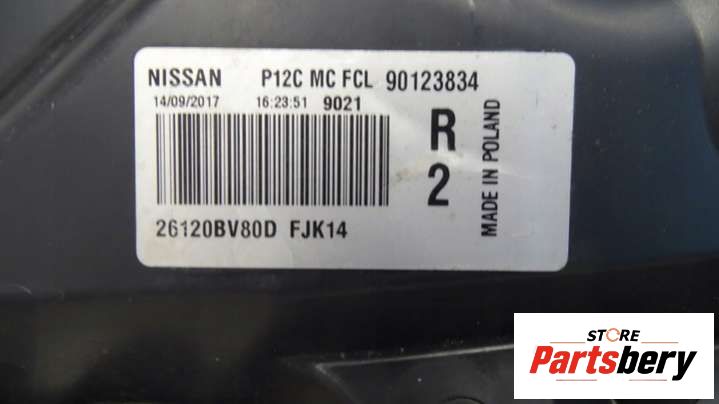 NISSAN P12C MC FCL 90123834
14/09/2017 16:23:51 9021
R
2
MADE IN POLAND
26120BV80D FJK14
STORE
Partsbery